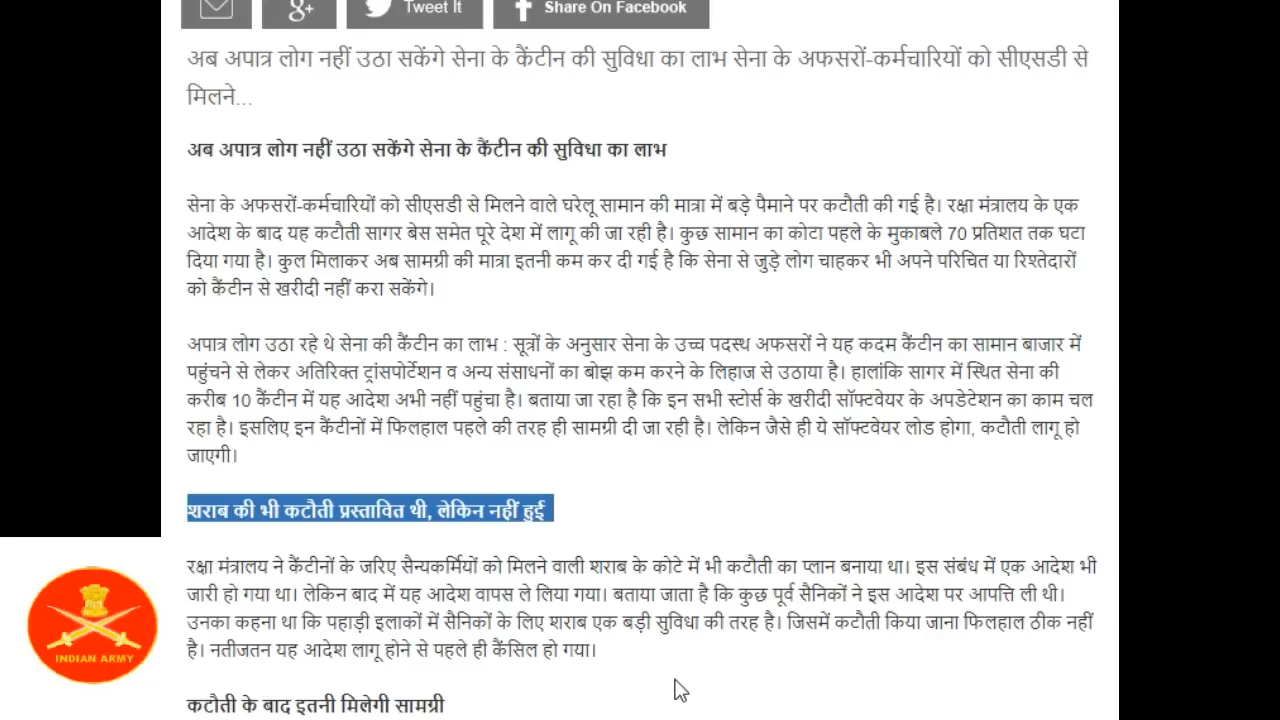 g+
Tweet It
Share On Facebook
अब अपात्र लोग नहीं उठा सकेंगे सेना के कैंटीन की सुविधा का लाभ सेना के अफसरों-कर्मचारियों को सीएसडी से
मिलने...
अब अपात्र लोग नहीं उठा सकेंगे सेना के कैंटीन की सुविधा का लाभ
सेना के अफसरों-कर्मचारियों को सीएसडी से मिलने वाले घरेलू सामान की मात्रा में बड़े पैमाने पर कटौती की गई है। रक्षा मंत्रालय के एक
आदेश के बाद यह कटौती सागर बेस समेत पूरे देश में लागू की जा रही है। कुछ सामान का कोटा पहले के मुकाबले 70 प्रतिशत तक घटा
दिया गया है। कुल मिलाकर अब सामग्री की मात्रा इतनी कम कर दी गई है कि सेना से जुड़े लोग चाहकर भी अपने परिचित या रिश्तेदारों
को कैंटीन से खरीदी नहीं करा सकेंगे।
अपात्र लोग उठा रहे थे सेना की कैंटीन का लाभ : सूत्रों के अनुसार सेना के उच्च पदस्थ अफसरों ने यह कदम कैंटीन का सामान बाजार में
पहुंचने से लेकर अतिरिक्त ट्रांसपोर्टेशन व अन्य संसाधनों का बोझ कम करने के लिहाज से उठाया है। हालांकि सागर में स्थित सेना की
करीब 10 कैंटीन में यह आदेश अभी नहीं पहुंचा है। बताया जा रहा है कि इन सभी स्टोर्स के खरीदी सॉफ्टवेयर के अपडेटेशन का काम चल
रहा है। इसलिए इन कैंटीनों में फिलहाल पहले की तरह ही सामग्री दी जा रही है। लेकिन जैसे ही ये सॉफ्टवेयर लोड होगा, कटौती लागू हो
जाएगी।
शराब की भी कटौती प्रस्तावित थी, लेकिन नहीं हुई
रक्षा मंत्रालय ने कैंटीनों के जरिए सैन्यकर्मियों को मिलने वाली शराब के कोटे में भी कटौती का प्लान बनाया था। इस संबंध में एक आदेश भी
जारी हो गया था। लेकिन बाद में यह आदेश वापस ले लिया गया। बताया जाता है कि कुछ पूर्व सैनिकों ने इस आदेश पर आपत्ति ली थी।
उनका कहना था कि पहाड़ी इलाकों में सैनिकों के लिए शराब एक बड़ी सुविधा की तरह है। जिसमें कटौती किया जाना फिलहाल ठीक नहीं
है। नतीजतन यह आदेश लागू होने से पहले ही कैंसिल हो गया।
INDIAN ARMY
कटौती के बाद इतनी मिलेगी सामग्री